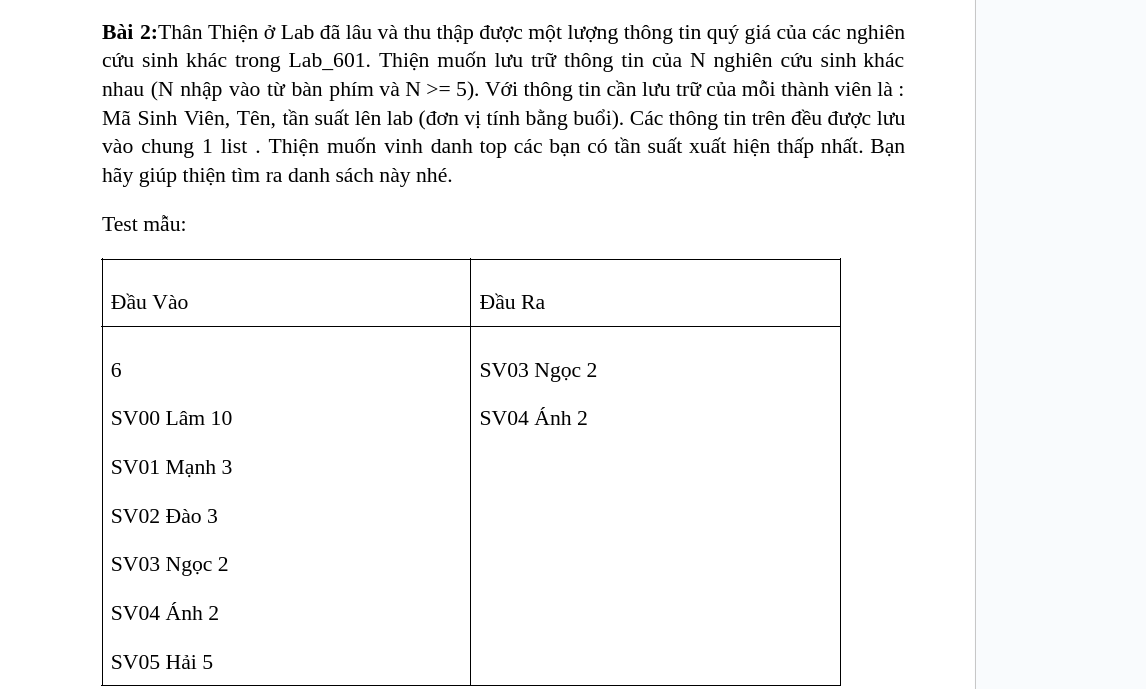 Bài 2:Thân Thiện ở Lab đã lâu và thu thập được một lượng thông tin quý giá của các nghiên
cứu sinh khác trong Lab_601. Thiện muốn lưu trữ thông tin của N nghiên cứu sinh khác
nhau (N nhập vào từ bàn phím và N >= 5). Với thông tin cần lưu trữ của mỗi thành viên là :
Mã Sinh Viên, Tên, tần suất lên lab (đơn vị tính bằng buổi). Các thông tin trên đều được lưu
vào chung 1 list . Thiện muốn vinh danh top các bạn có tần suất xuất hiện thấp nhất. Bạn
hãy giúp thiện tìm ra danh sách này nhé.
Test mẫu:
Đầu Vào
Đầu Ra
6
SV00 Lâm 10
SV01 Mạnh 3
SV02 Đào 3
SV03 Ngọc 2
SV04 Ánh 2
SV05 Hải 5
SV03 Ngọc 2
SV04 Ánh 2